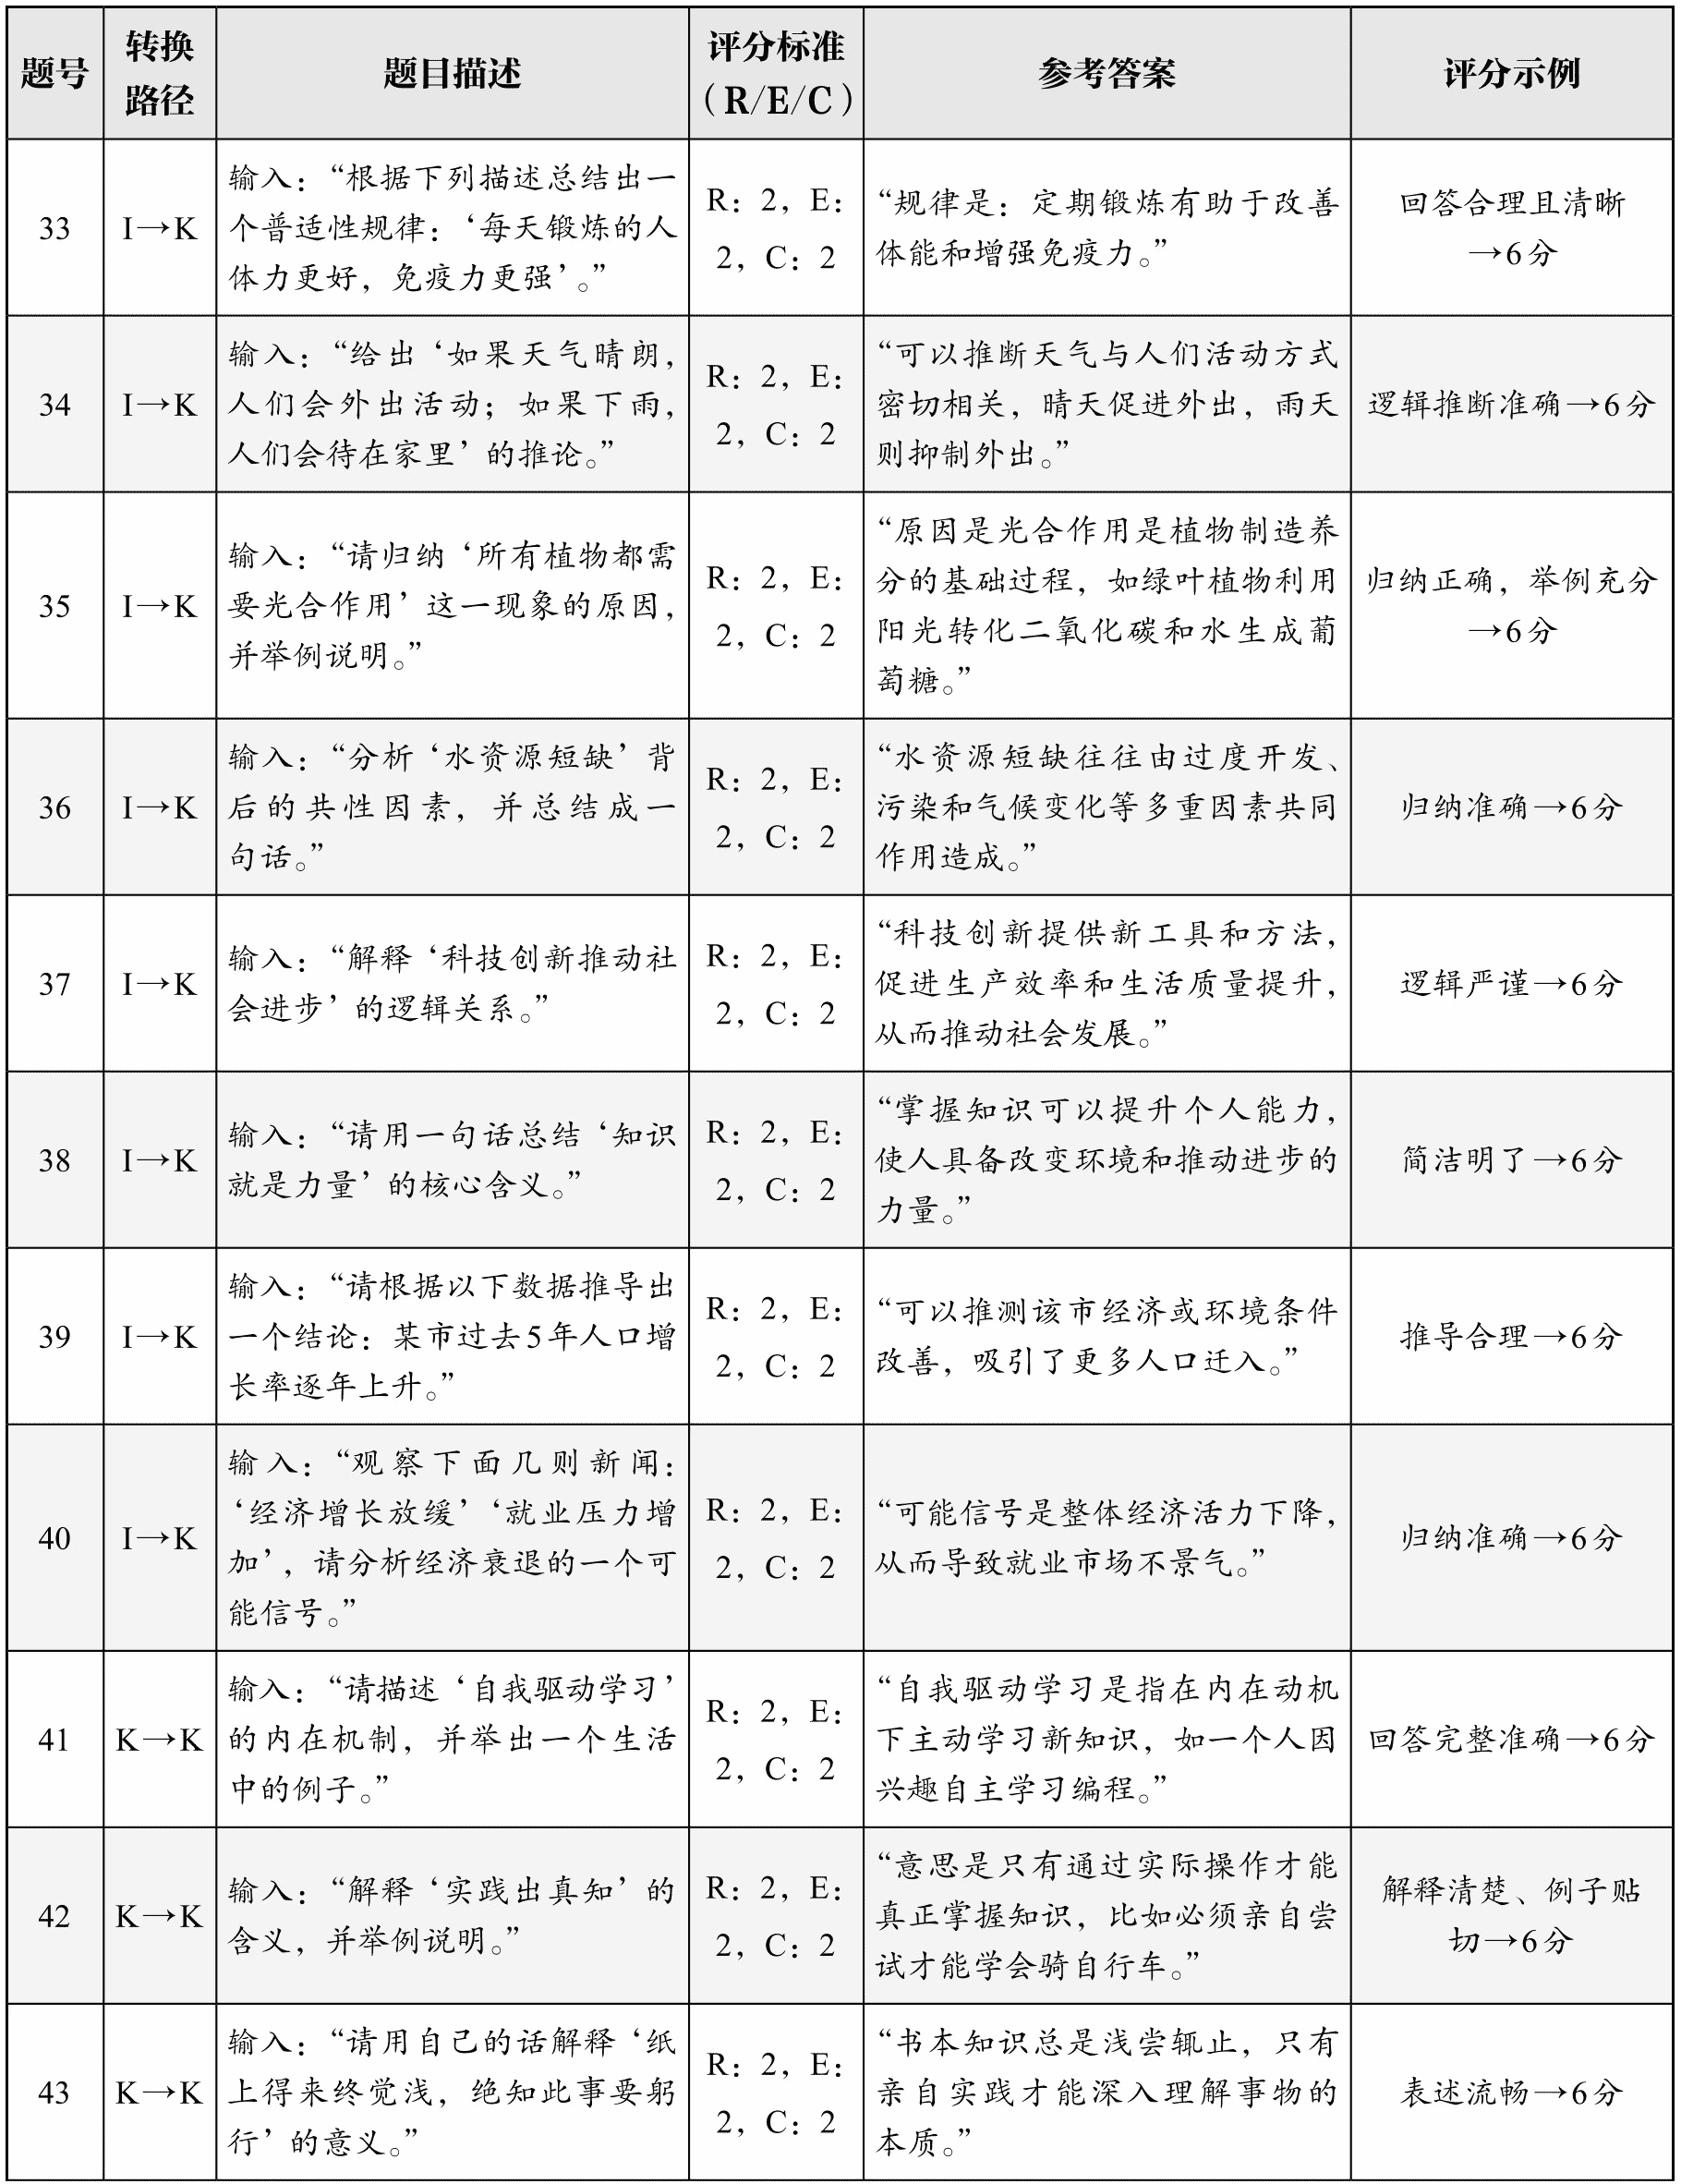 题号
转换
路径
题目描述
评分标准
（R/E/C）
参考答案
评分示例
33
I→K
输入：“根据下列描述总结出一
个普适性规律：‘每天锻炼的人
体力更好，免疫力更强’。”
R：2，E：
2，C：2
“规律是：定期锻炼有助于改善
体能和增强免疫力。”
回答合理且清晰
→6分
34
I→K
输入：“给出‘如果天气晴朗，
人们会外出活动；如果下雨，
人们会待在家里’的推论。”
R：2，E：
2，C：2
“可以推断天气与人们活动方式
密切相关，晴天促进外出，雨天
则抑制外出。”
逻辑推断准确→6分
35
I→K
输入：“请归纳‘所有植物都需
要光合作用’这一现象的原因，
并举例说明。”
R：2，E：
2，C：2
“原因是光合作用是植物制造养
分的基础过程，如绿叶植物利用
阳光转化二氧化碳和水生成葡
萄糖。”
归纳正确，举例充分
→6分
36
I→K
输入：“分析‘水资源短缺’背
后的共性因素，并总结成一
句话。”
R：2，E：
2，C：2
“水资源短缺往往由过度开发、
污染和气候变化等多重因素共同
作用造成。”
归纳准确→6分
37
I→K
输入：“解释‘科技创新推动社
会进步’的逻辑关系。”
R：2，E：
2，C：2
“科技创新提供新工具和方法，
促进生产效率和生活质量提升，
从而推动社会发展。”
逻辑严谨→6分
38
I→K
输入：“请用一句话总结‘知识
就是力量’的核心含义。”
R：2，E：
2，C：2
“掌握知识可以提升个人能力，
使人具备改变环境和推动进步的
力量。”
简洁明了→6分
39
I→K
输入：“请根据以下数据推导出
一个结论：某市过去5年人口增
长率逐年上升。”
R：2，E：
2，C：2
“可以推测该市经济或环境条件
改善，吸引了更多人口迁入。”
推导合理→6分
40
I→K
输入：“观察下面几则新闻：
‘经济增长放缓’‘就业压力增
加’，请分析经济衰退的一个可
能信号。”
R：2，E：
2，C：2
“可能信号是整体经济活力下降，
从而导致就业市场不景气。”
归纳准确→6分
41
K→K
输入：“请描述‘自我驱动学习’
的内在机制，并举出一个生活
中的例子。”
R：2，E：
2，C：2
“自我驱动学习是指在内在动机
下主动学习新知识，如一个人因
兴趣自主学习编程。”
回答完整准确→6分
42
K→K
输入：“解释‘实践出真知’的
含义，并举例说明。”
R：2，E：
2，C：2
“意思是只有通过实际操作才能
真正掌握知识，比如必须亲自尝
试才能学会骑自行车。”
解释清楚、例子贴
切→6分
43
K→K
输入：“请用自己的话解释‘纸
上得来终觉浅，绝知此事要躬
行’的意义。”
R：2，E：
2，C：2
“书本知识总是浅尝辄止，只有
亲自实践才能深入理解事物的
本质。”
表述流畅→6分